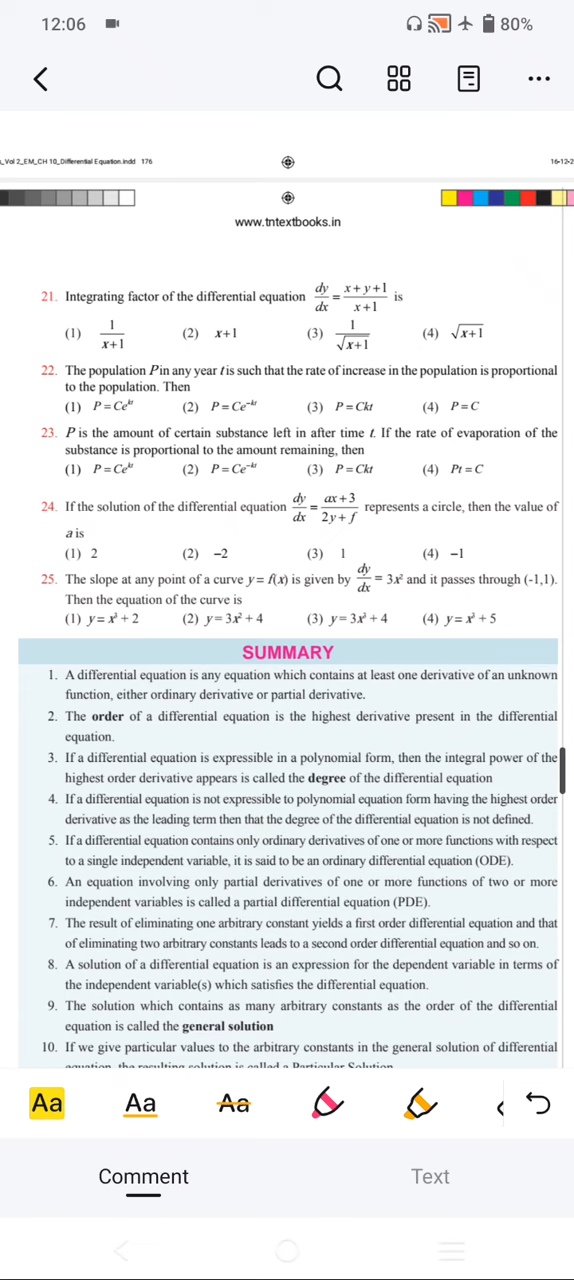 12:06
80%
s_Vol 2_EM_CH 10_Differential Equation.indd 176
16-12-2
www.tntextbooks.in
21. Integrating factor of the differential equation dy/dx = (x+y+1)/(x+1) is
(1) 1/(x+1) (2) x+1 (3) 1/√(x+1) (4) √(x+1)
22. The population P in any year t is such that the rate of increase in the population is proportional
to the population. Then
(1) P = Ce^{kt} (2) P = Ce^{−kt} (3) P = Ckt (4) P = C
23. P is the amount of certain substance left in after time t. If the rate of evaporation of the
substance is proportional to the amount remaining, then
(1) P = Ce^{kt} (2) P = Ce^{−kt} (3) P = Ckt (4) Pt = C
24. If the solution of the differential equation dy/dx = (ax+3)/(2y+f) represents a circle, then the value of
a is
(1) 2 (2) −2 (3) 1 (4) −1
25. The slope at any point of a curve y = f(x) is given by dy/dx = 3x² and it passes through (-1,1).
Then the equation of the curve is
(1) y = x³ + 2 (2) y = 3x² + 4 (3) y = 3x³ + 4 (4) y = x³ + 5
SUMMARY
1. A differential equation is any equation which contains at least one derivative of an unknown
function, either ordinary derivative or partial derivative.
2. The order of a differential equation is the highest derivative present in the differential
equation.
3. If a differential equation is expressible in a polynomial form, then the integral power of the
highest order derivative appears is called the degree of the differential equation
4. If a differential equation is not expressible to polynomial equation form having the highest order
derivative as the leading term then that the degree of the differential equation is not defined.
5. If a differential equation contains only ordinary derivatives of one or more functions with respect
to a single independent variable, it is said to be an ordinary differential equation (ODE).
6. An equation involving only partial derivatives of one or more functions of two or more
independent variables is called a partial differential equation (PDE).
7. The result of eliminating one arbitrary constant yields a first order differential equation and that
of eliminating two arbitrary constants leads to a second order differential equation and so on.
8. A solution of a differential equation is an expression for the dependent variable in terms of
the independent variable(s) which satisfies the differential equation.
9. The solution which contains as many arbitrary constants as the order of the differential
equation is called the general solution
10. If we give particular values to the arbitrary constants in the general solution of differential
equation, the resulting solution is called a Particular Solution.
Aa Aa Aa
Comment Text